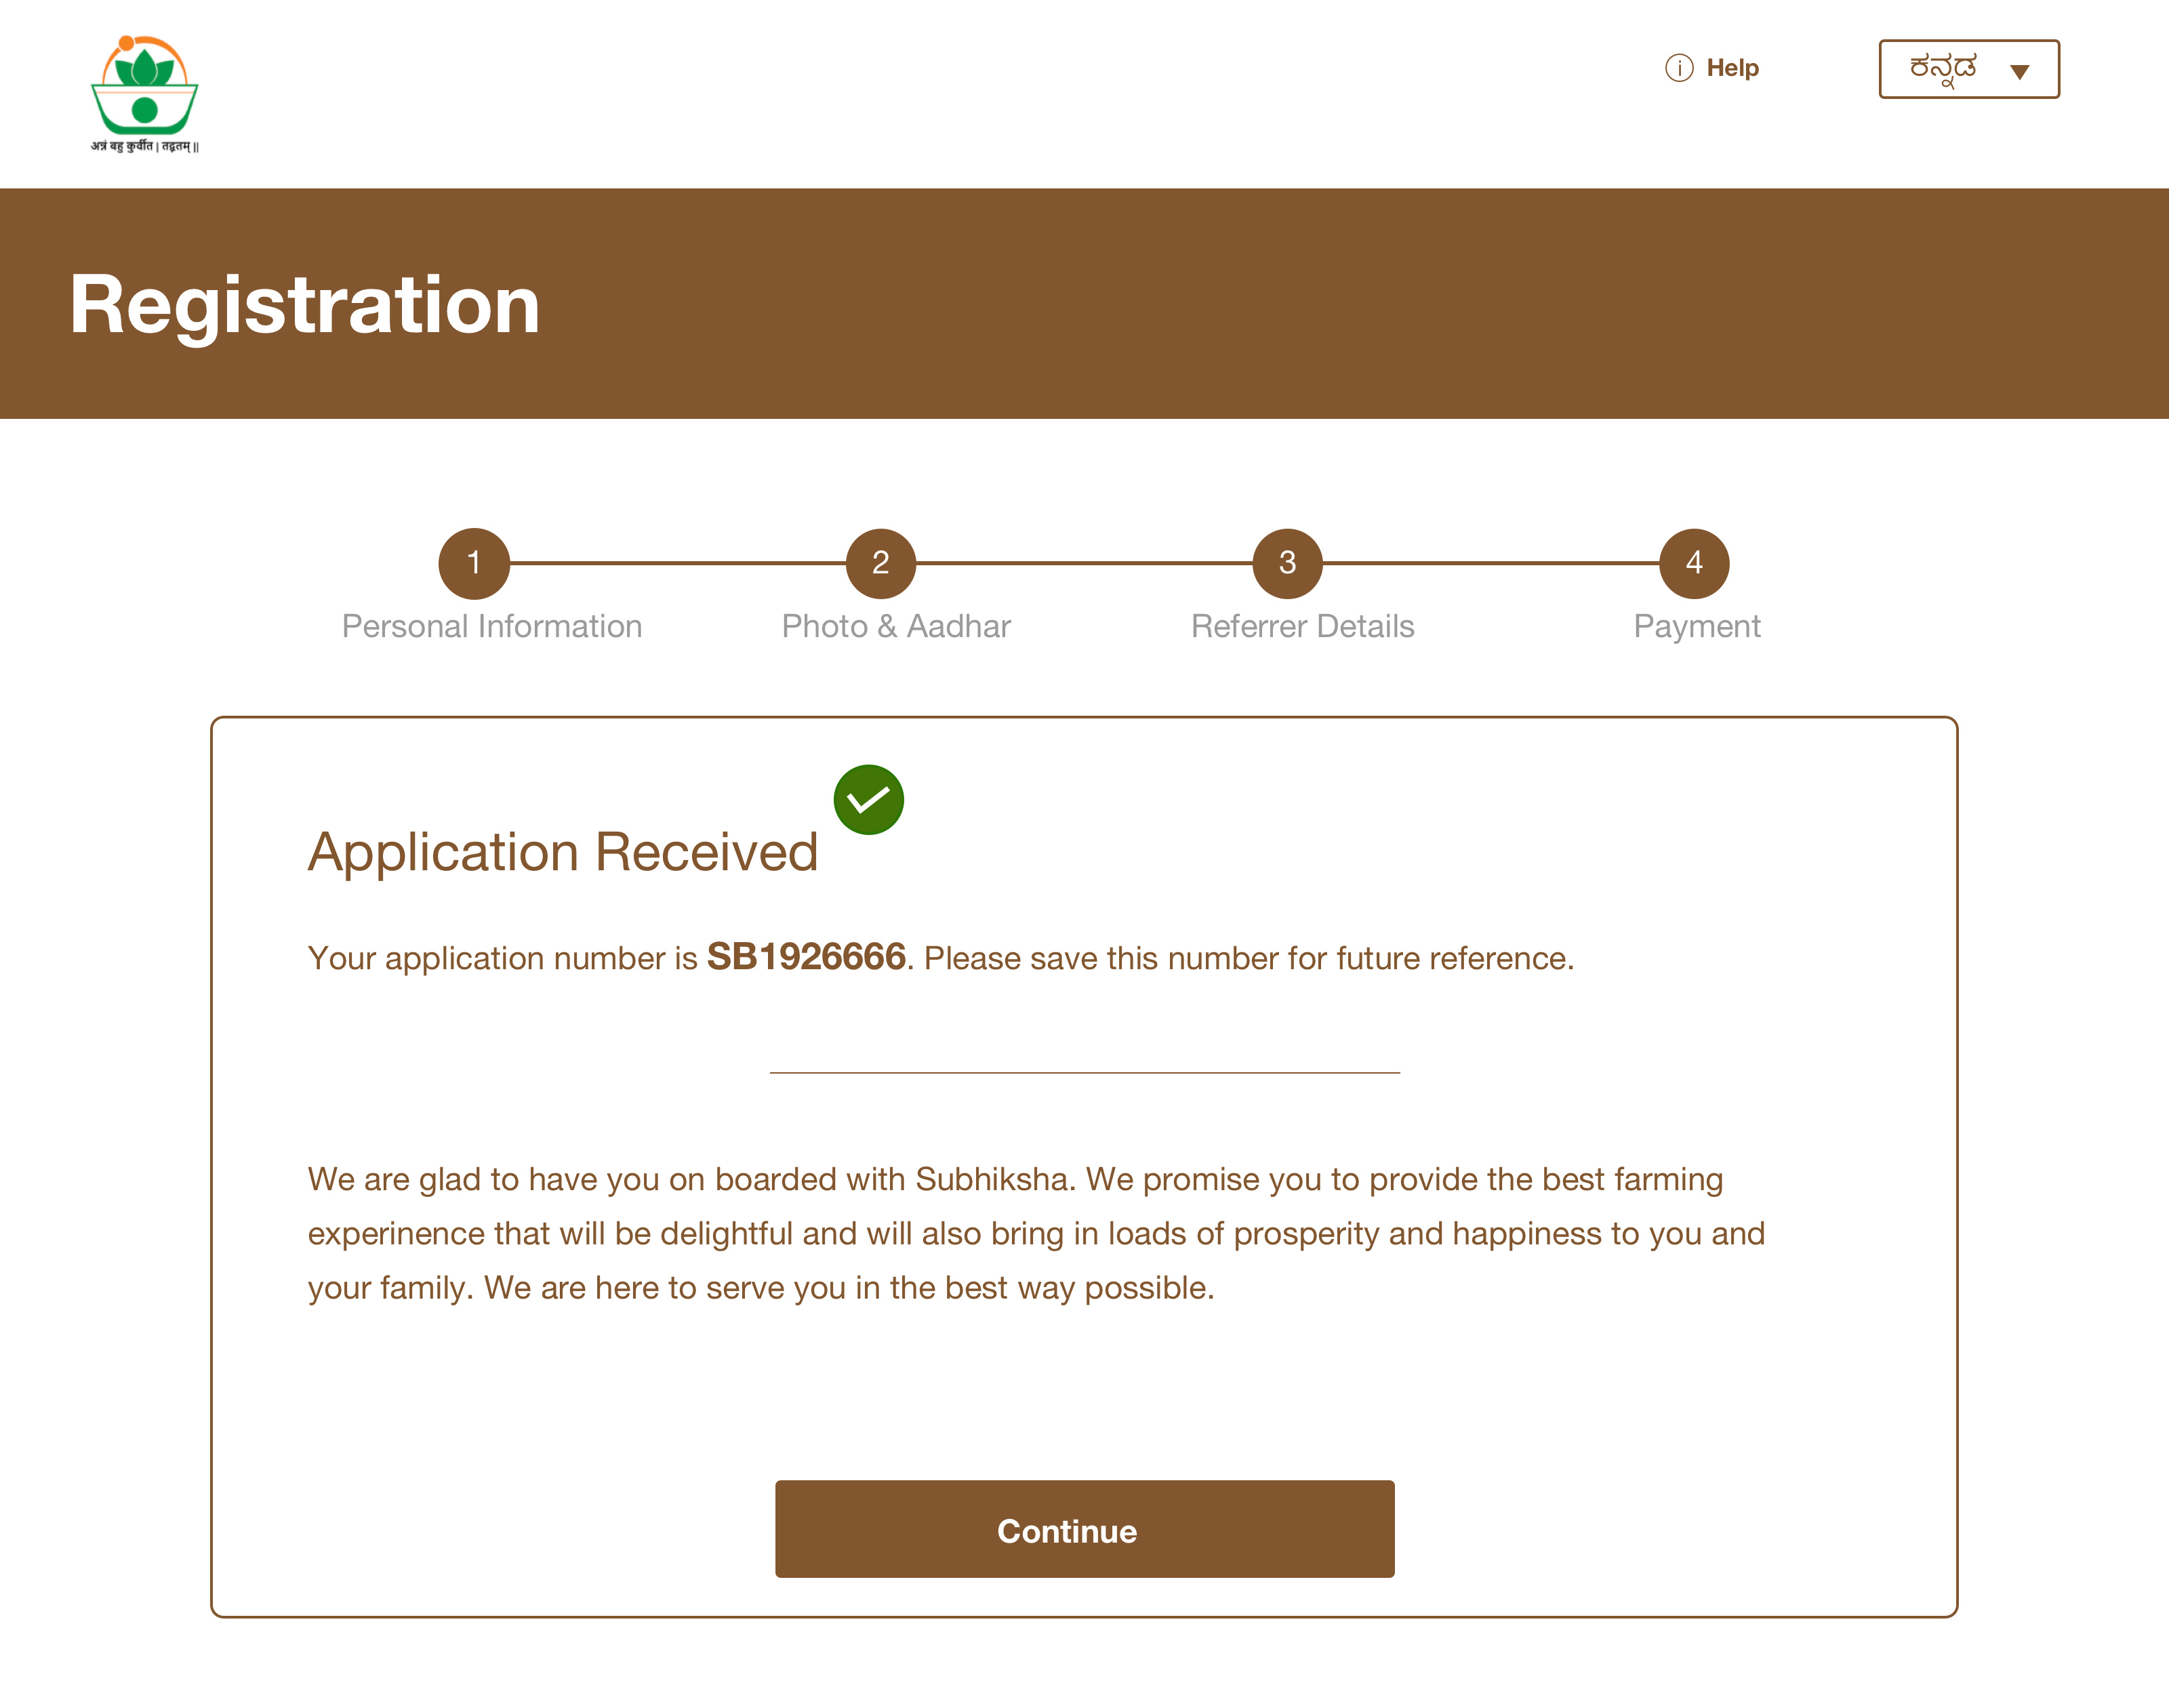 अन्नं बहु कुर्वीत | तद्व्रतम् ||
Help
ಕನ್ನಡ
Registration
1
2
3
4
Personal Information
Photo & Aadhar
Referrer Details
Payment
Application Received
Your application number is SB1926666. Please save this number for future reference.
We are glad to have you on boarded with Subhiksha. We promise you to provide the best farming
experinence that will be delightful and will also bring in loads of prosperity and happiness to you and
your family. We are here to serve you in the best way possible.
Continue